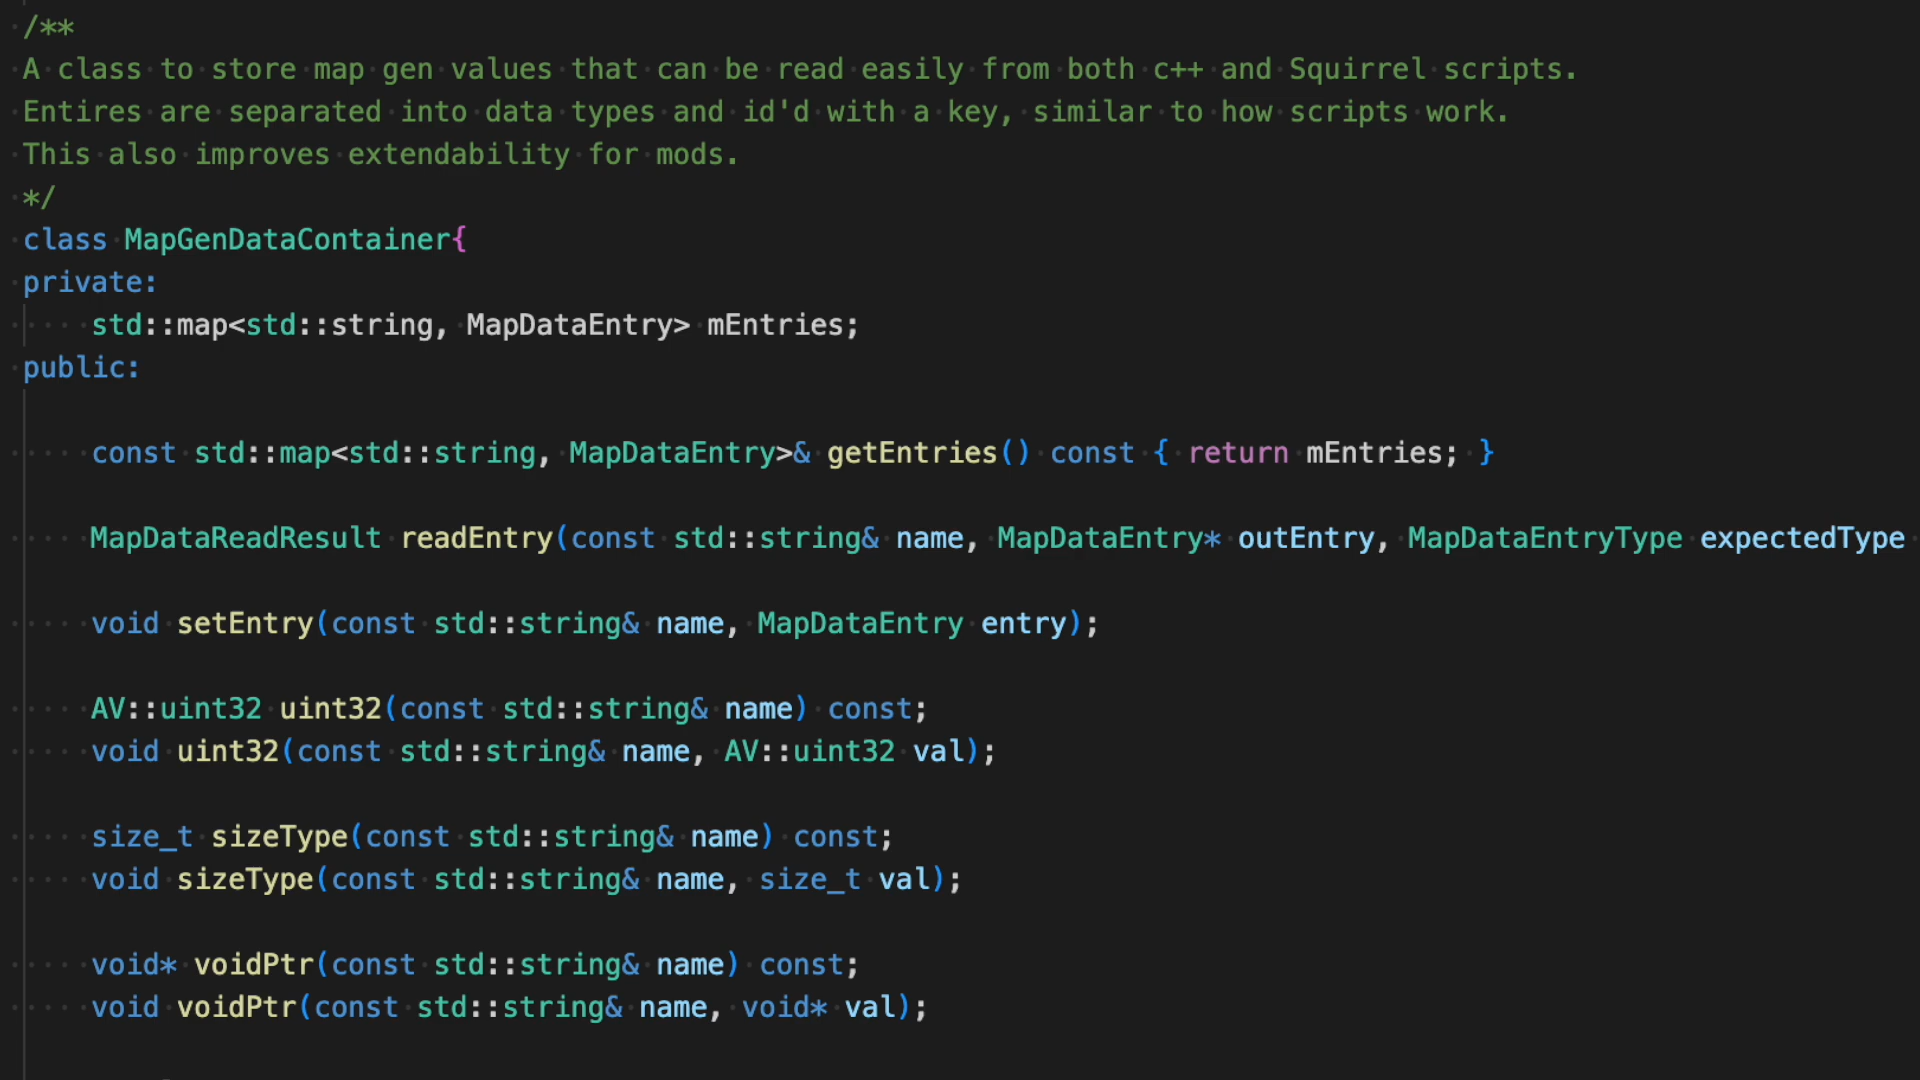 /**
A class to store map gen values that can be read easily from both c++ and Squirrel scripts.
Entires are separated into data types and id'd with a key, similar to how scripts work.
This also improves extendability for mods.
*/
class MapGenDataContainer{
private:
    std::map<std::string, MapDataEntry> mEntries;
public:
    const std::map<std::string, MapDataEntry>& getEntries() const { return mEntries; }
    MapDataReadResult readEntry(const std::string& name, MapDataEntry* outEntry, MapDataEntryType expectedType
    void setEntry(const std::string& name, MapDataEntry entry);
    AV::uint32 uint32(const std::string& name) const;
    void uint32(const std::string& name, AV::uint32 val);
    size_t sizeType(const std::string& name) const;
    void sizeType(const std::string& name, size_t val);
    void* voidPtr(const std::string& name) const;
    void voidPtr(const std::string& name, void* val);